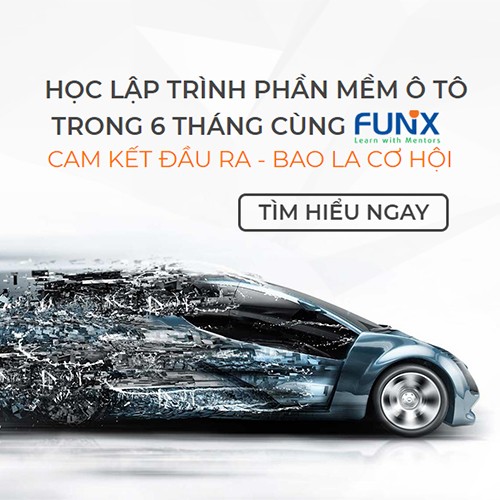 HỌC LẬP TRÌNH PHẦN MỀM Ô TÔ
TRONG 6 THÁNG CÙNG FUNiX
Learn with Mentors
CAM KẾT ĐẦU RA - BAO LA CƠ HỘI
TÌM HIỂU NGAY